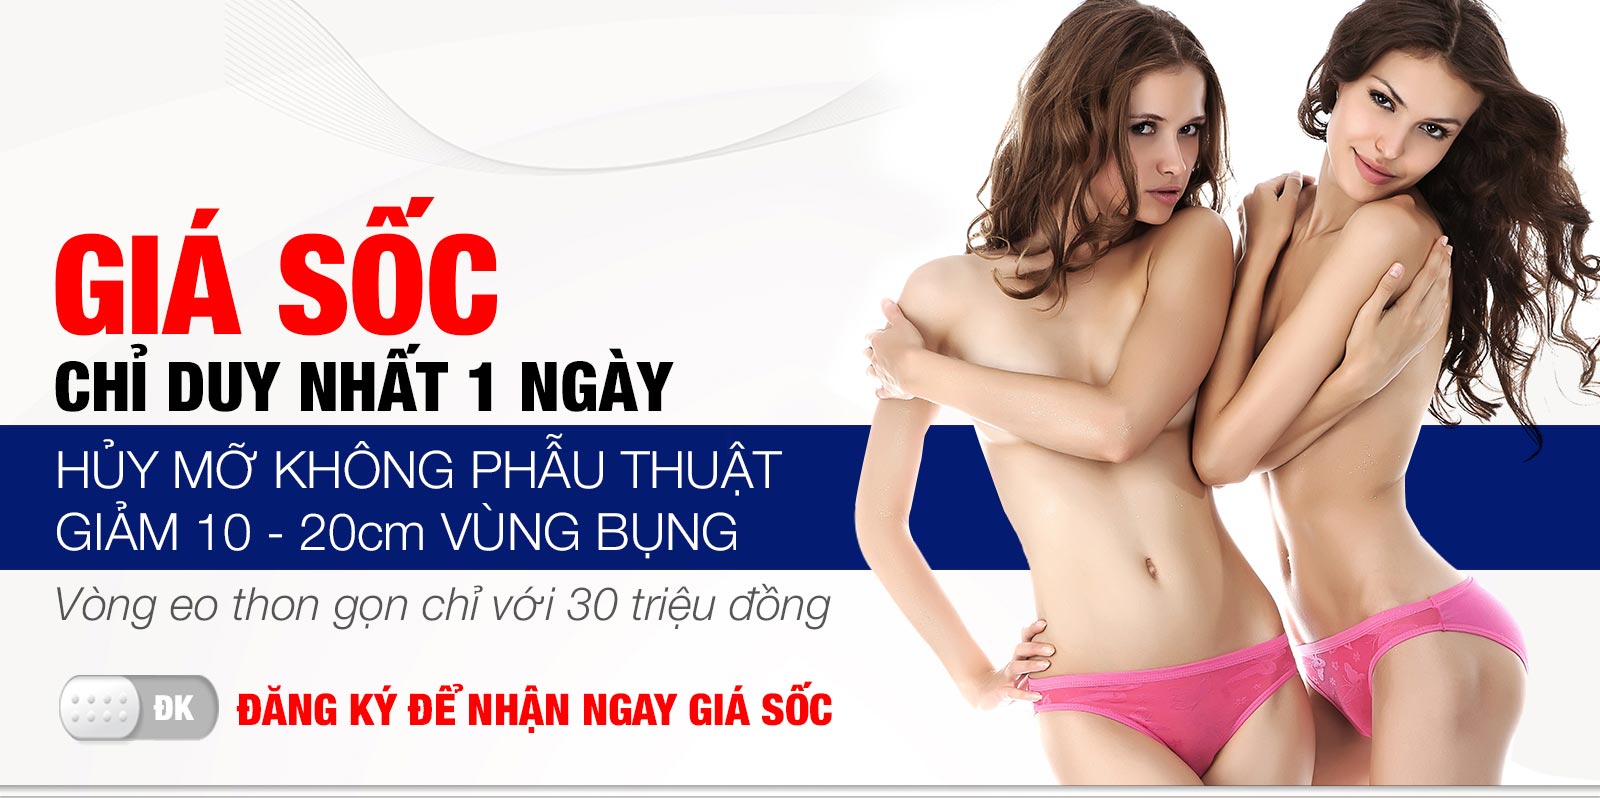 GIÁ SỐC
CHỈ DUY NHẤT 1 NGÀY
HỦY MỠ KHÔNG PHẪU THUẬT
GIẢM 10 - 20cm VÙNG BỤNG
Vòng eo thon gọn chỉ với 30 triệu đồng
ĐK ĐĂNG KÝ ĐỂ NHẬN NGAY GIÁ SỐC